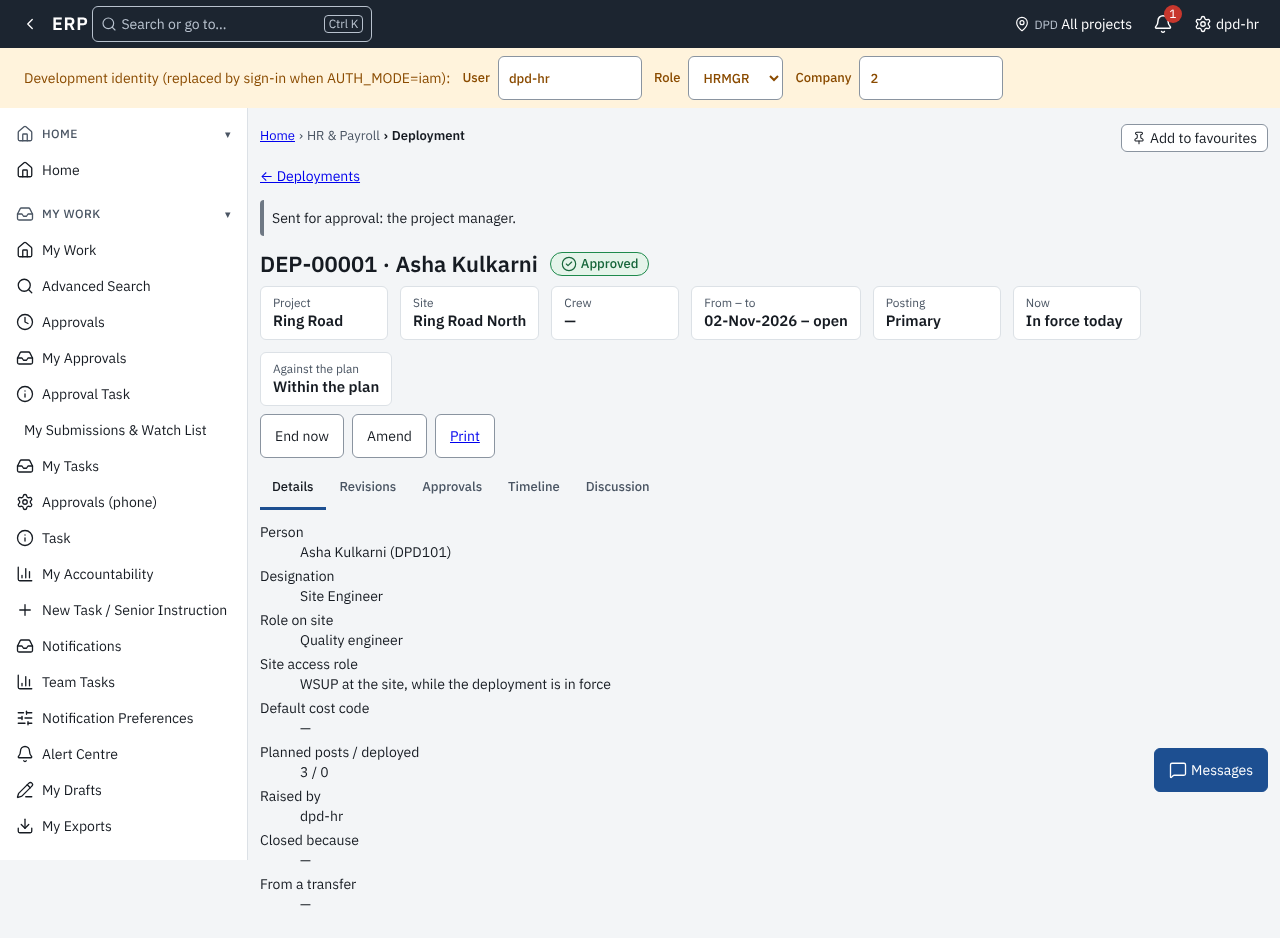 ERP
Search or go to...
Ctrl K
DPD All projects
1
dpd-hr
Development identity (replaced by sign-in when AUTH_MODE=iam):
User
dpd-hr
Role
HRMGR
Company
2
HOME
Home
MY WORK
My Work
Advanced Search
Approvals
My Approvals
Approval Task
My Submissions & Watch List
My Tasks
Approvals (phone)
Task
My Accountability
New Task / Senior Instruction
Notifications
Team Tasks
Notification Preferences
Alert Centre
My Drafts
My Exports
Home › HR & Payroll › Deployment
Add to favourites
← Deployments
Sent for approval: the project manager.
DEP-00001 · Asha Kulkarni
Approved
Project
Ring Road
Site
Ring Road North
Crew
—
From – to
02-Nov-2026 – open
Posting
Primary
Now
In force today
Against the plan
Within the plan
End now
Amend
Print
Details
Revisions
Approvals
Timeline
Discussion
Person
Asha Kulkarni (DPD101)
Designation
Site Engineer
Role on site
Quality engineer
Site access role
WSUP at the site, while the deployment is in force
Default cost code
—
Planned posts / deployed
3 / 0
Raised by
dpd-hr
Closed because
—
From a transfer
—
Messages